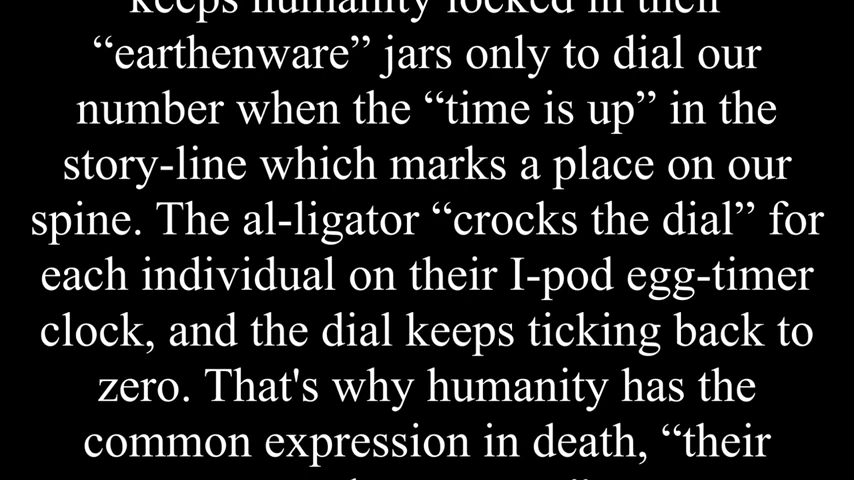 keeps humanity locked in their
“earthenware” jars only to dial our
number when the “time is up” in the
story-line which marks a place on our
spine. The al-ligator “crocks the dial” for
each individual on their I-pod egg-timer
clock, and the dial keeps ticking back to
zero. That's why humanity has the
common expression in death, “their